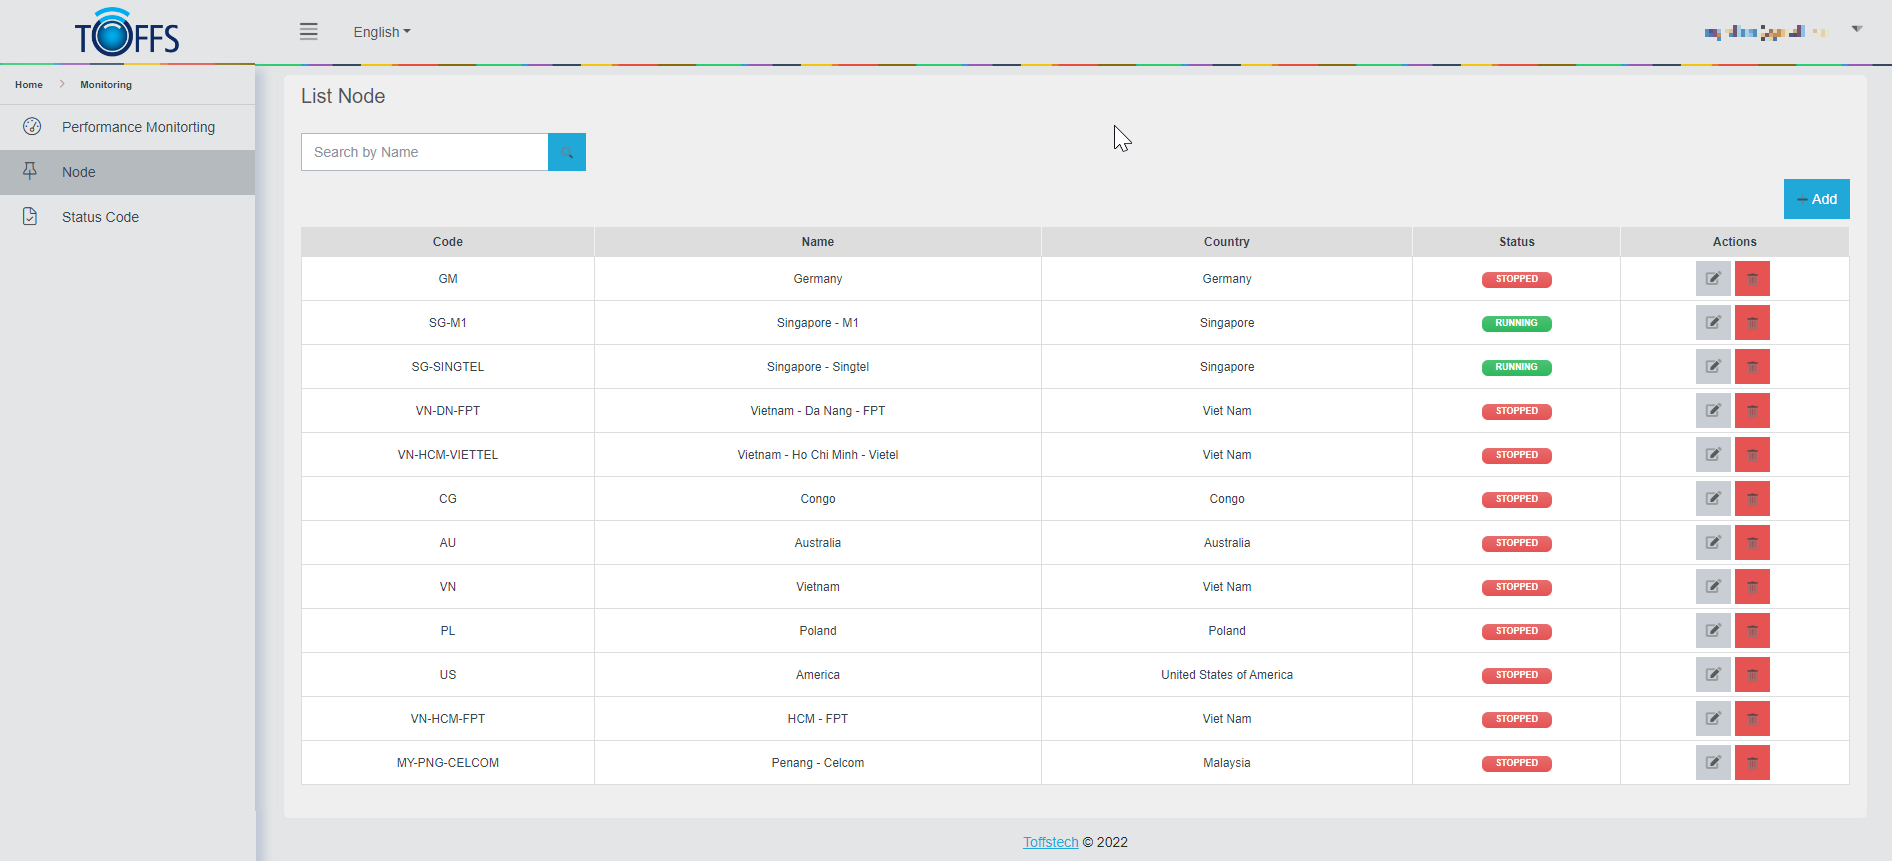 TOFFS
English
Home Monitoring
Performance Monitorting
Node
Status Code
List Node
Search by Name
Add
Code Name Country Status Actions
GM Germany Germany STOPPED
SG-M1 Singapore - M1 Singapore RUNNING
SG-SINGTEL Singapore - Singtel Singapore RUNNING
VN-DN-FPT Vietnam - Da Nang - FPT Viet Nam STOPPED
VN-HCM-VIETTEL Vietnam - Ho Chi Minh - Vietel Viet Nam STOPPED
CG Congo Congo STOPPED
AU Australia Australia STOPPED
VN Vietnam Viet Nam STOPPED
PL Poland Poland STOPPED
US America United States of America STOPPED
VN-HCM-FPT HCM - FPT Viet Nam STOPPED
MY-PNG-CELCOM Penang - Celcom Malaysia STOPPED
Toffstech © 2022